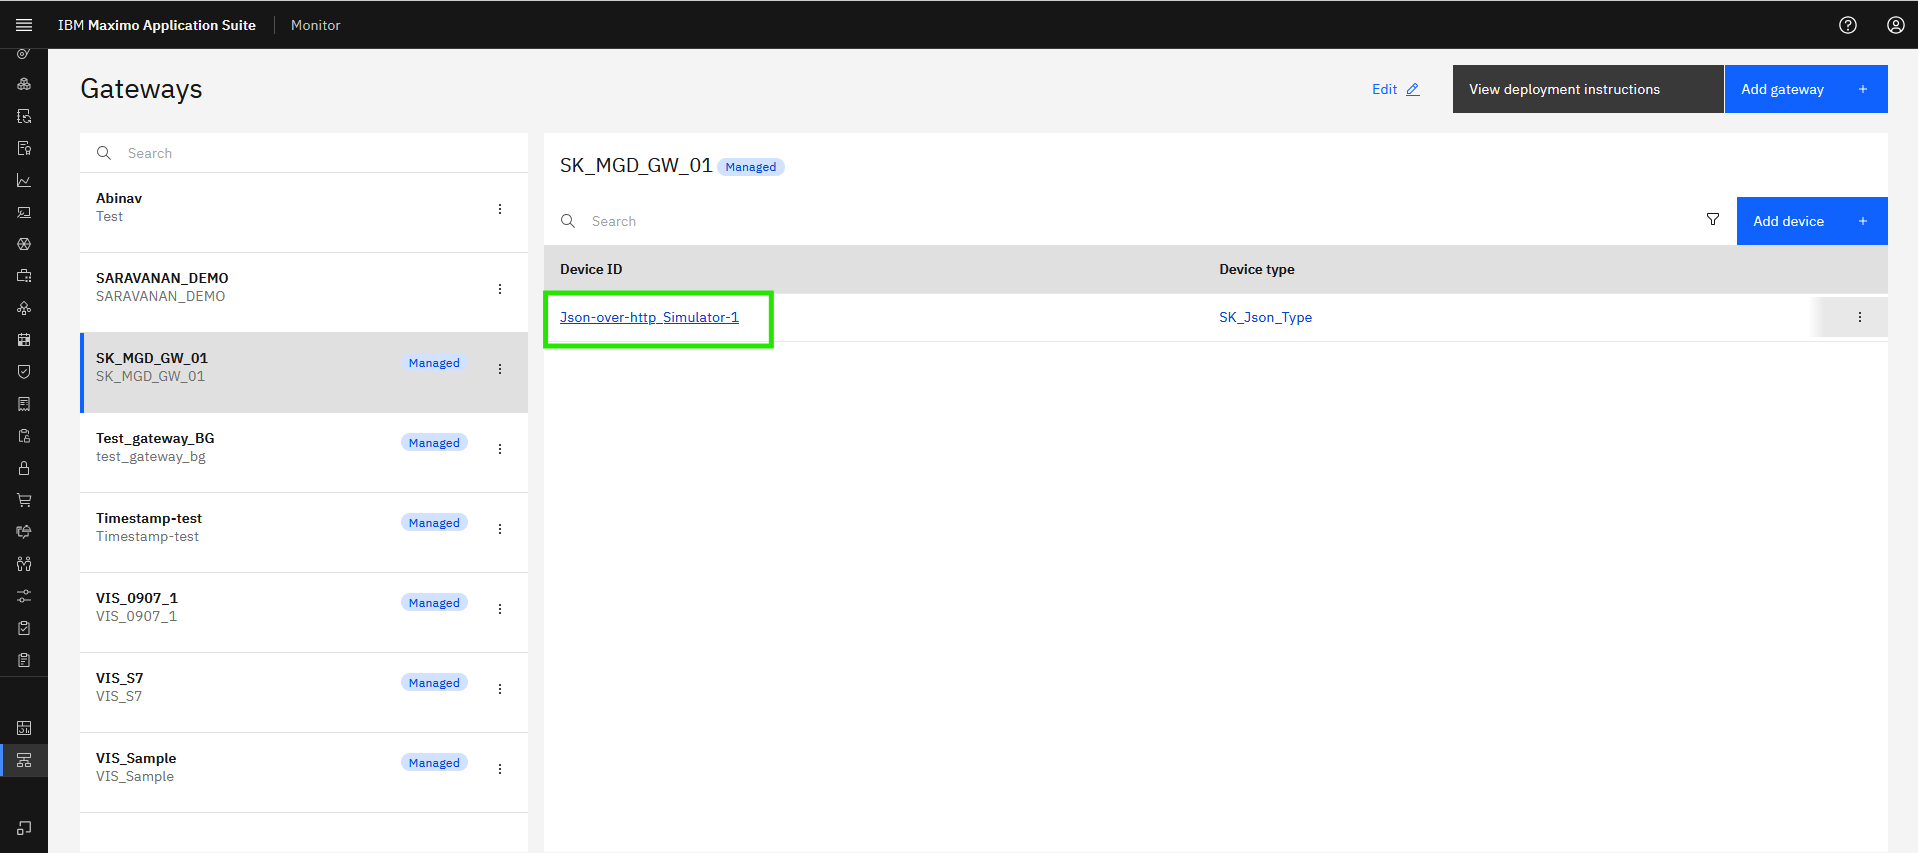 IBM Maximo Application Suite Monitor
Gateways
Edit
View deployment instructions
Add gateway
Search
Abinav
Test
SARAVANAN_DEMO
SARAVANAN_DEMO
SK_MGD_GW_01 Managed
SK_MGD_GW_01
Test_gateway_BG Managed
test_gateway_bg
Timestamp-test Managed
Timestamp-test
VIS_0907_1 Managed
VIS_0907_1
VIS_S7 Managed
VIS_S7
VIS_Sample Managed
VIS_Sample
SK_MGD_GW_01 Managed
Search
Add device
Device ID Device type
Json-over-http_Simulator-1 SK_Json_Type